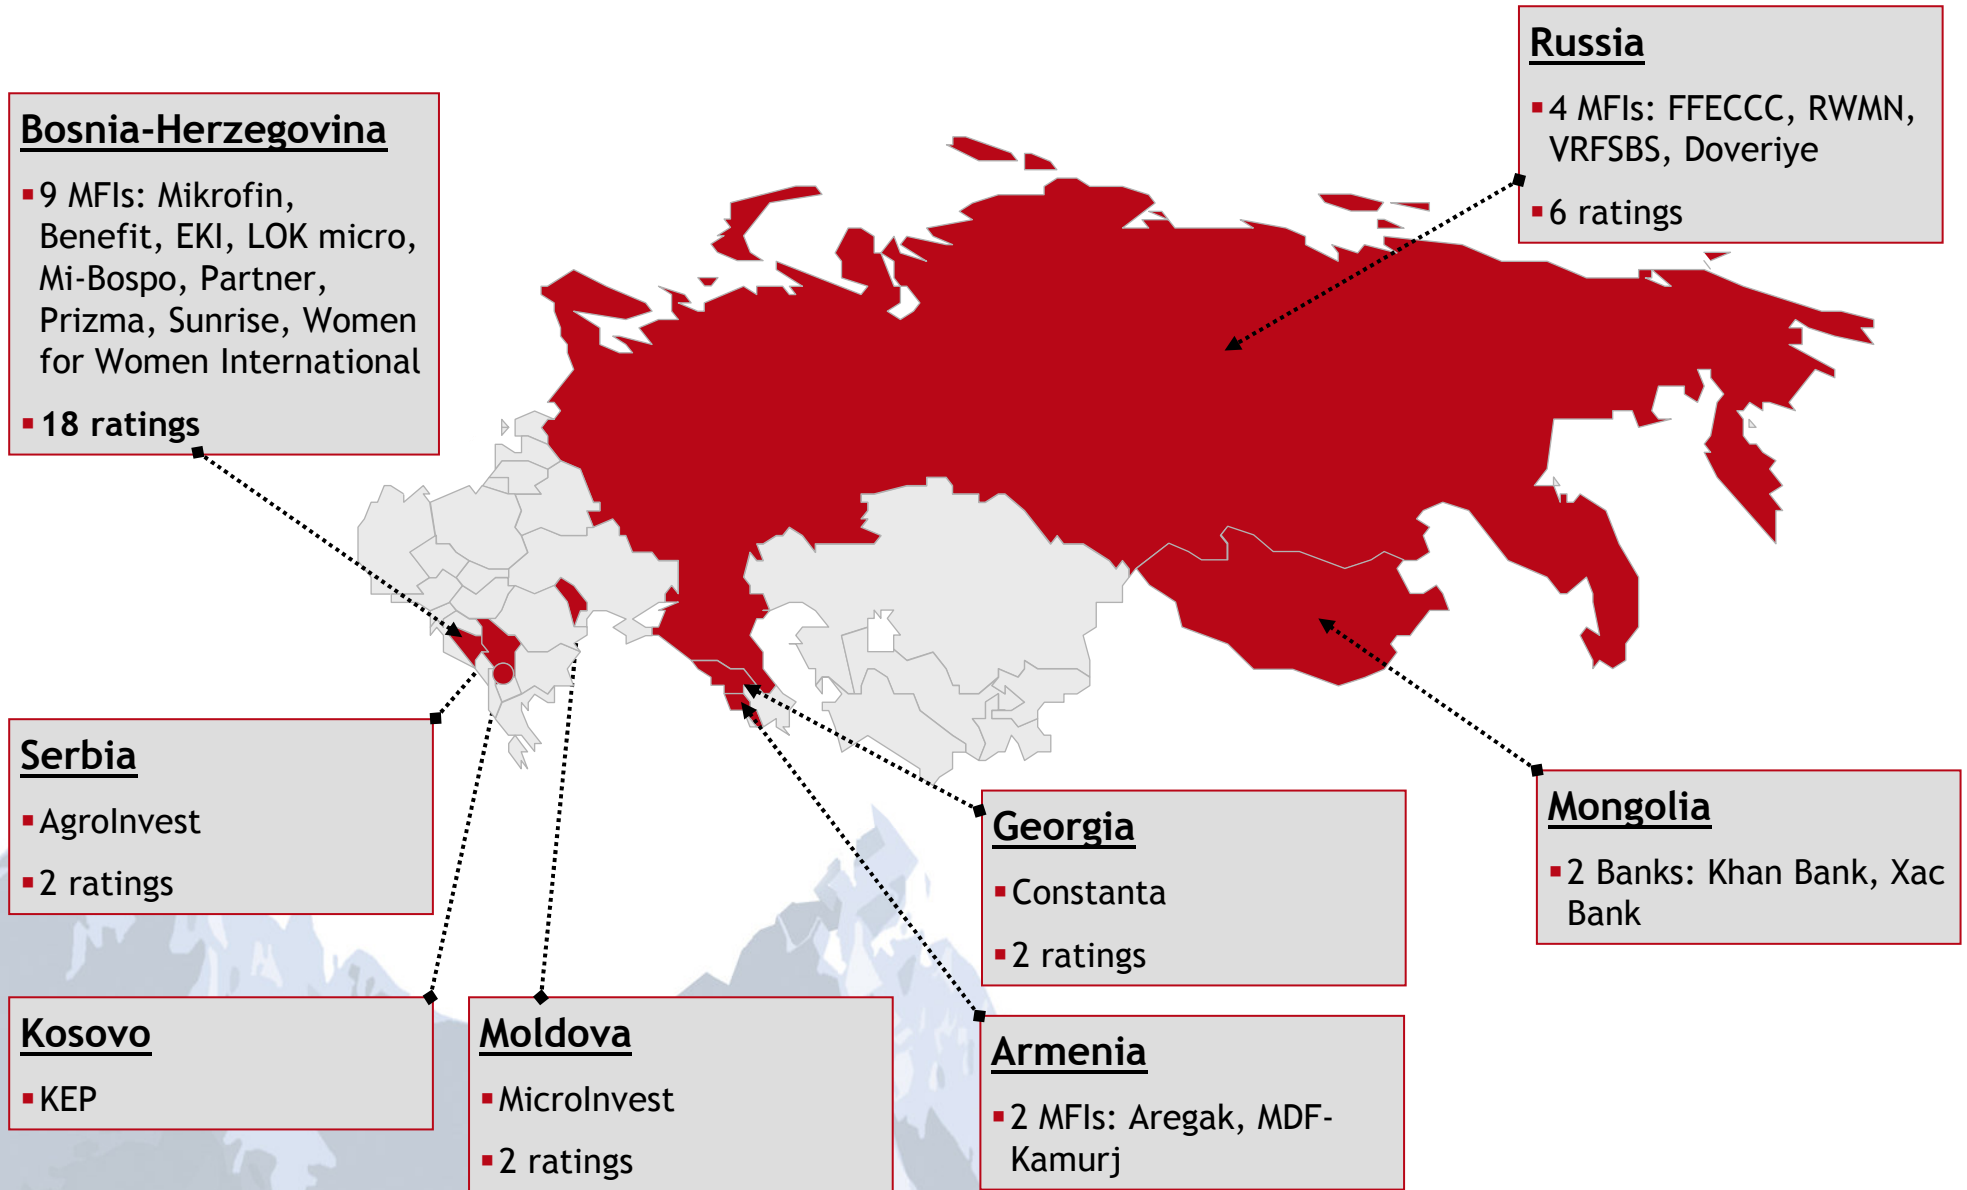 Russia
▪4 MFIs: FFECCC, RWMN,
VRFSBS, Doveriye
▪6 ratings
Bosnia-Herzegovina
▪9 MFIs: Mikrofin,
Benefit, EKI, LOK micro,
Mi-Bospo, Partner,
Prizma, Sunrise, Women
for Women International
▪18 ratings
Serbia
▪AgroInvest
▪2 ratings
Georgia
▪Constanta
▪2 ratings
Mongolia
▪2 Banks: Khan Bank, Xac
Bank
Kosovo
▪KEP
Moldova
▪MicroInvest
▪2 ratings
Armenia
▪2 MFIs: Aregak, MDF-
Kamurj